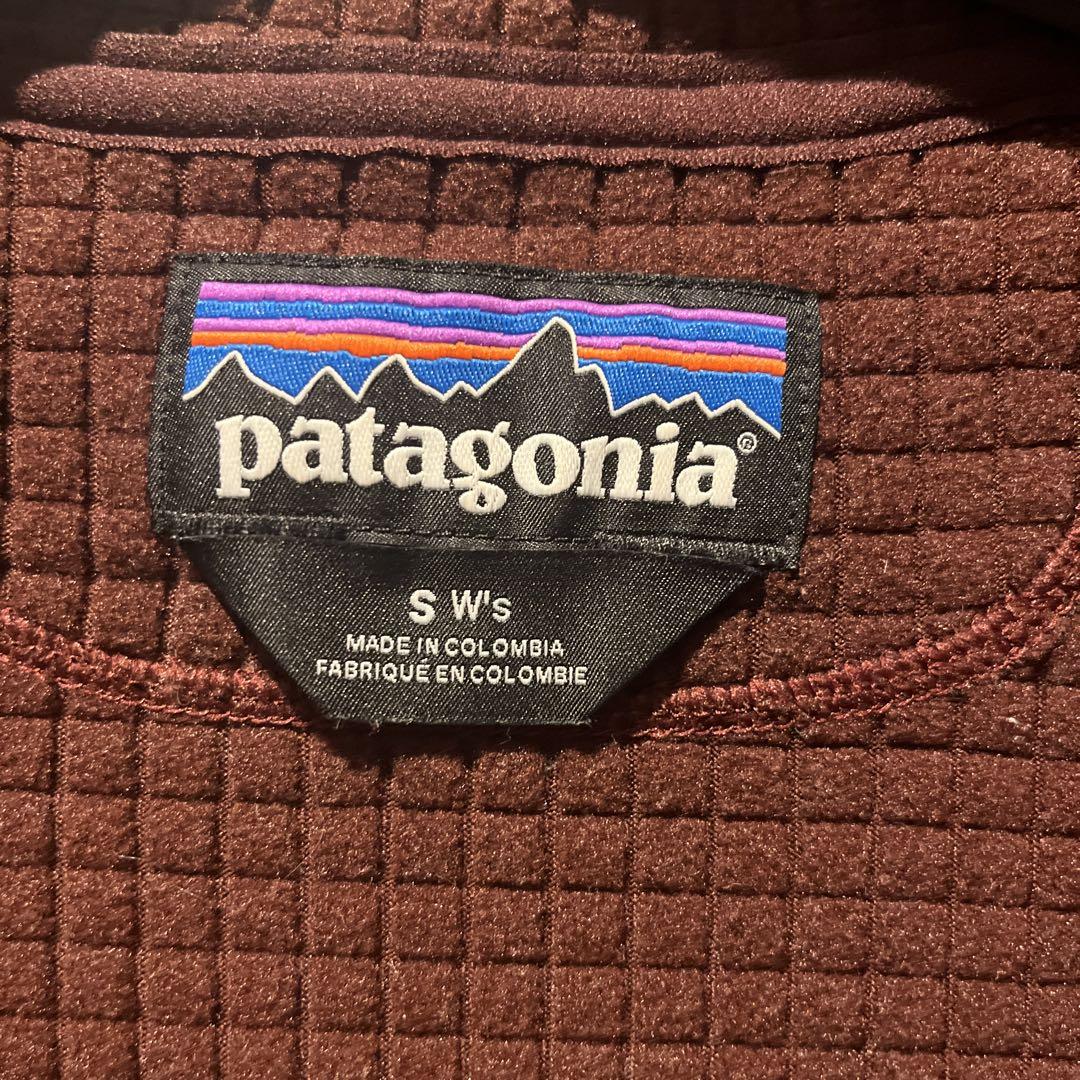 patagonia®
S W's
MADE IN COLOMBIA
FABRIQUÉ EN COLOMBIE